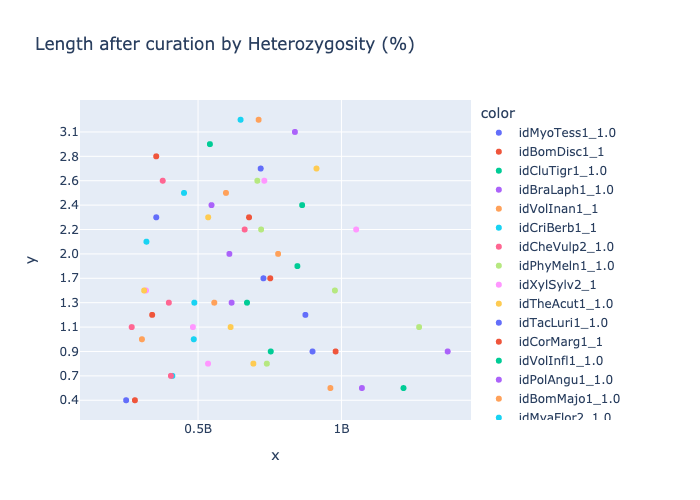 Length after curation by Heterozygosity (%)
color
idMyoTess1_1.0
idBomDisc1_1
idCluTigr1_1.0
idBraLaph1_1.0
idVolInan1_1
idCriBerb1_1
idCheVulp2_1.0
idPhyMeln1_1.0
idXylSylv2_1
idTheAcut1_1.0
idTacLuri1_1.0
idCorMarg1_1
idVolInfl1_1.0
idPolAngu1_1.0
idBomMajo1_1.0
idMyaFlor2_1.0
3.1
2.8
2.6
2.4
2.2
2.0
1.7
1.3
1.1
0.9
0.7
0.4
y
0.5B
1B
x